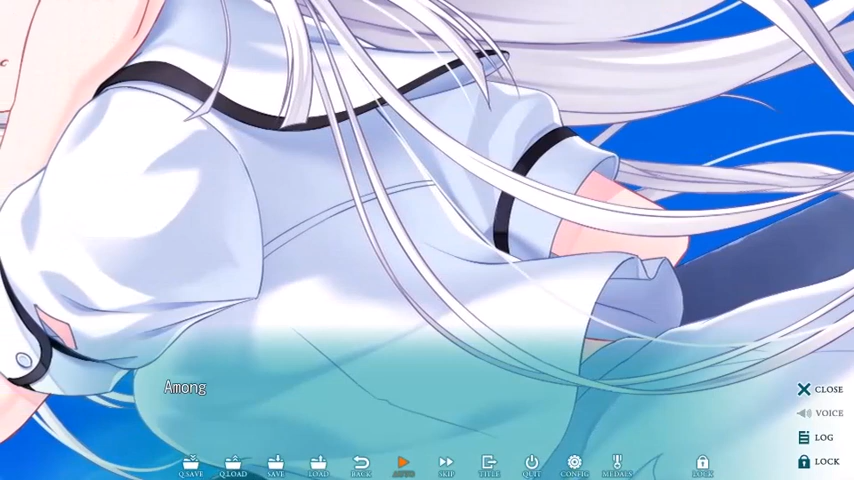 Among
CLOSE
VOICE
LOG
LOCK
Q.SAVE Q.LOAD SAVE LOAD BACK AUTO SKIP TITLE QUIT CONFIG MEDALS LOCK